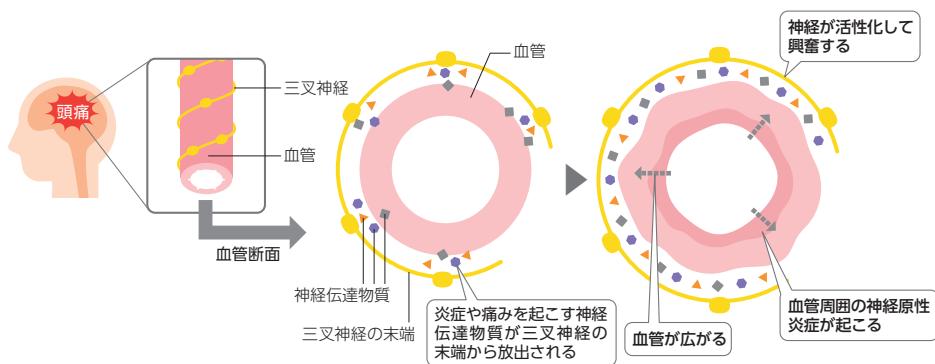 頭痛
三叉神経
血管
血管断面
血管
神経伝達物質
三叉神経の末端
炎症や痛みを起こす神経
伝達物質が三叉神経の
末端から放出される
神経が活性化して
興奮する
血管が広がる
血管周囲の神経原性
炎症が起こる